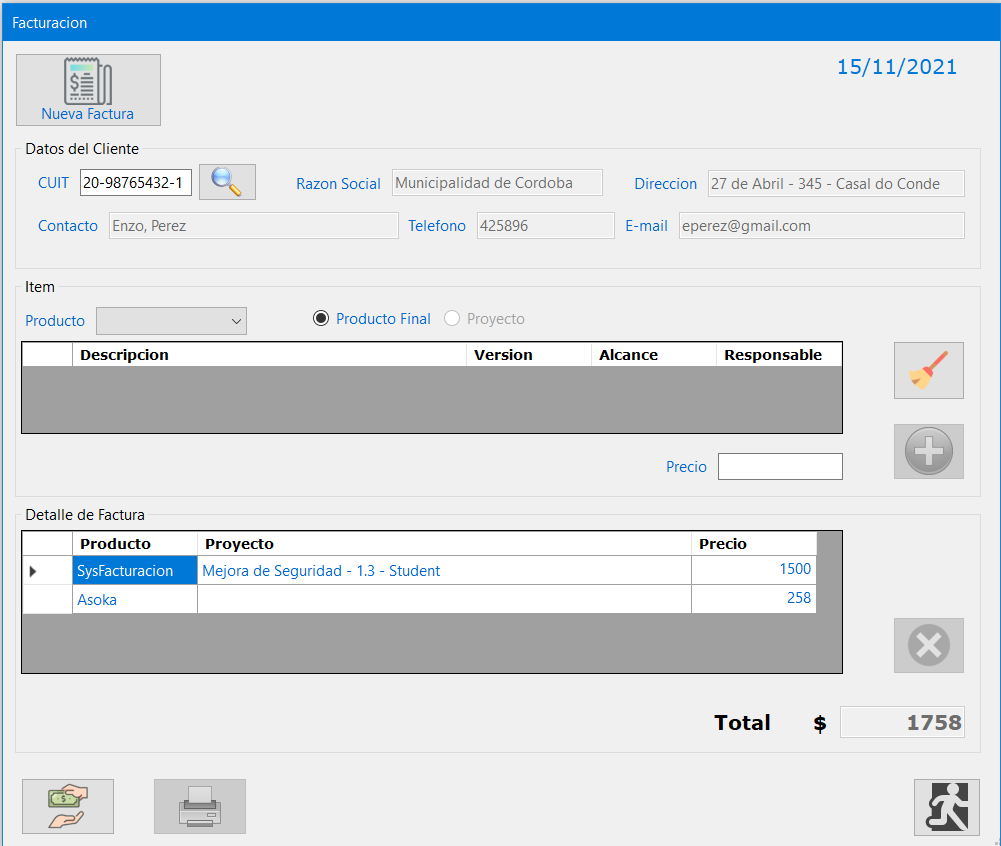 Facturacion
15/11/2021
Nueva Factura
Datos del Cliente
CUIT 20-98765432-1 Razon Social Municipalidad de Cordoba Direccion 27 de Abril - 345 - Casal do Conde
Contacto Enzo, Perez Telefono 425896 E-mail eperez@gmail.com
Item
Producto Producto Final Proyecto
Descripcion Version Alcance Responsable
Precio
Detalle de Factura
Producto Proyecto Precio
SysFacturacion Mejora de Seguridad - 1.3 - Student 1500
Asoka 258
Total $ 1758